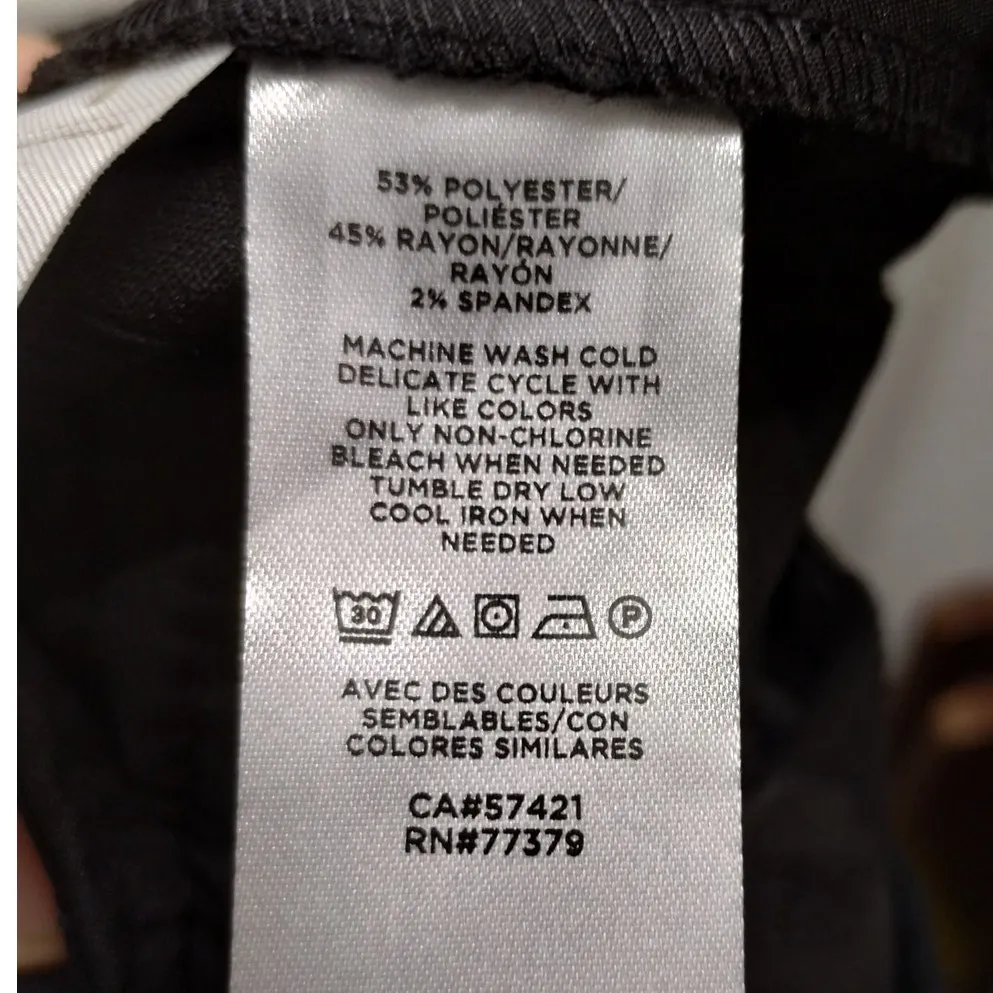 53% POLYESTER/
POLIÉSTER
45% RAYON/RAYONNE/
RAYÓN
2% SPANDEX
MACHINE WASH COLD
DELICATE CYCLE WITH
LIKE COLORS
ONLY NON-CHLORINE
BLEACH WHEN NEEDED
TUMBLE DRY LOW
COOL IRON WHEN
NEEDED
30 P
AVEC DES COULEURS
SEMBLABLES/CON
COLORES SIMILARES
CA#57421
RN#77379